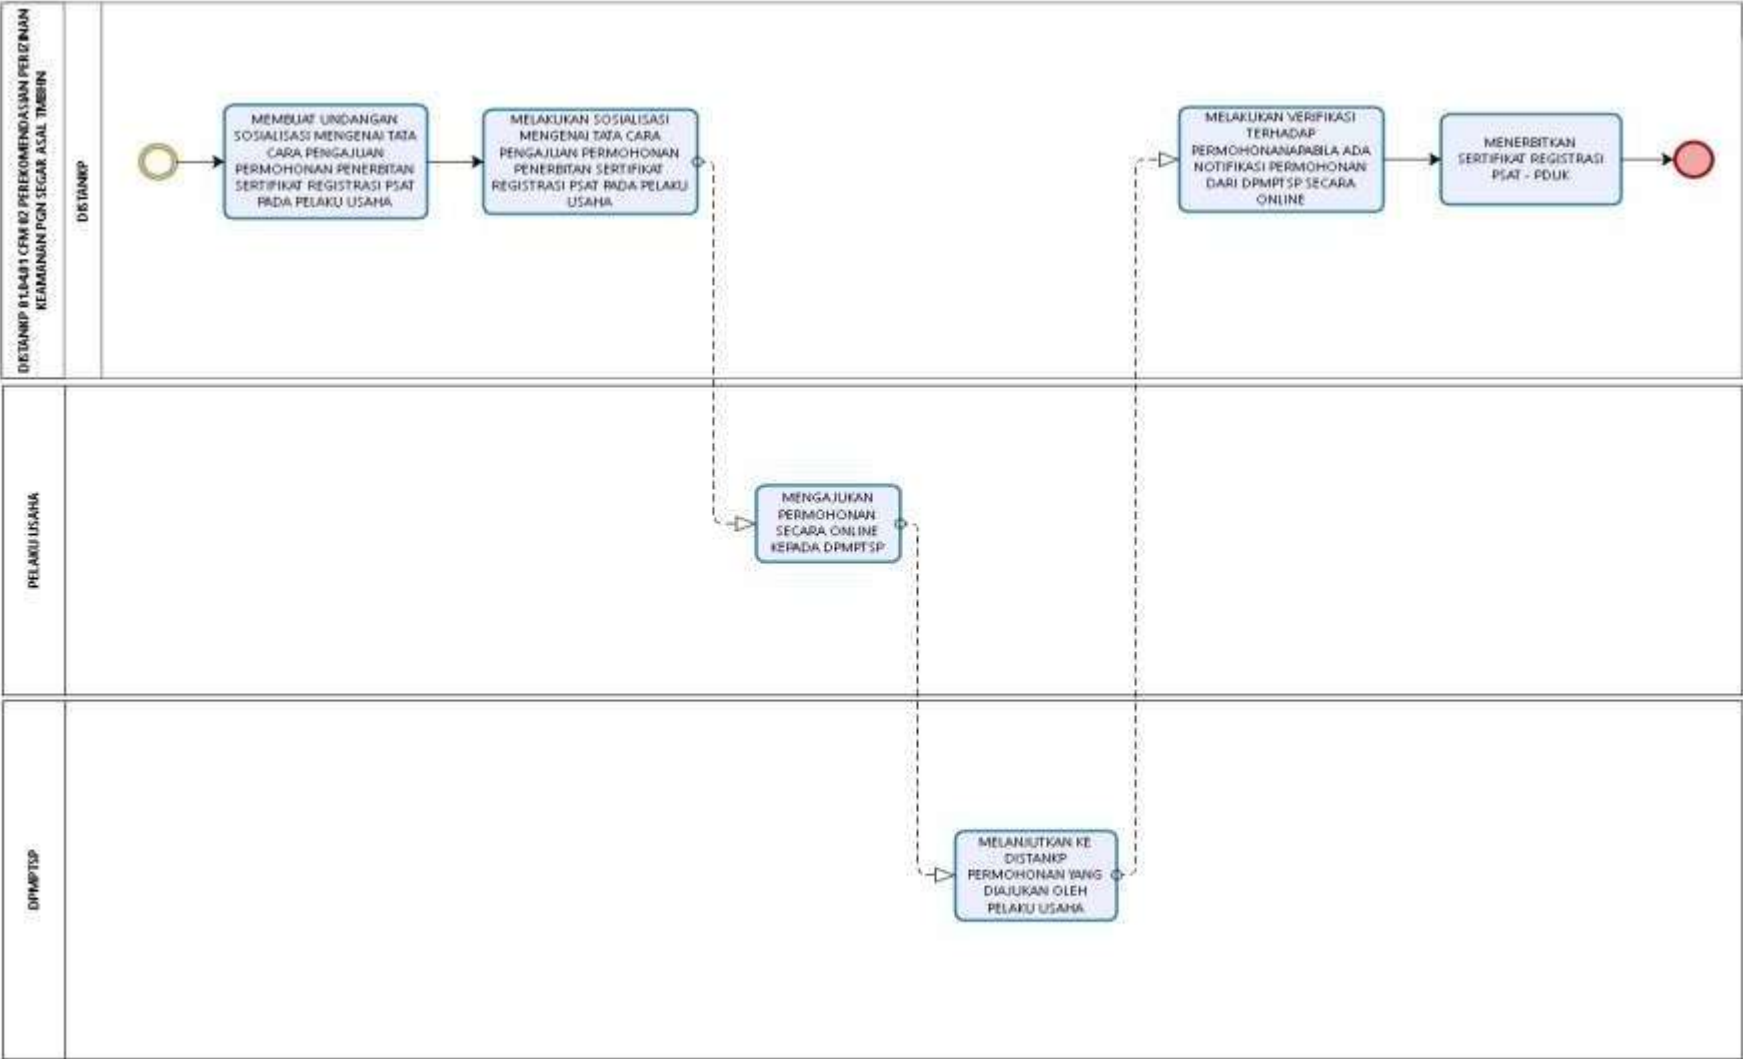 DISTANKP 01.04.01 CFM 02 PEREKOMENDASIAN PERIZINAN
KEAMANAN PGN SEGAR ASAL TMBHN
DISTANKP
MEMBUAT UNDANGAN
SOSIALISASI MENGENAI TATA
CARA PENGAJUAN
PERMOHONAN PENERBITAN
SERTIFIKAT REGISTRASI PSAT
PADA PELAKU USAHA
MELAKUKAN SOSIALISASI
MENGENAI TATA CARA
PENGAJUAN PERMOHONAN
PENERBITAN SERTIFIKAT
REGISTRASI PSAT PADA PELAKU
USAHA
MELAKUKAN VERIFIKASI
TERHADAP
PERMOHONANAPABILA ADA
NOTIFIKASI PERMOHONAN
DARI DPMPTSP SECARA
ONLINE
MENERBITKAN
SERTIFIKAT REGISTRASI
PSAT - PDUK
PELAKU USAHA
MENGAJUKAN
PERMOHONAN
SECARA ONLINE
KEPADA DPMPTSP
DPMPTSP
MELANJUTKAN KE
DISTANKP
PERMOHONAN YANG
DIAJUKAN OLEH
PELAKU USAHA